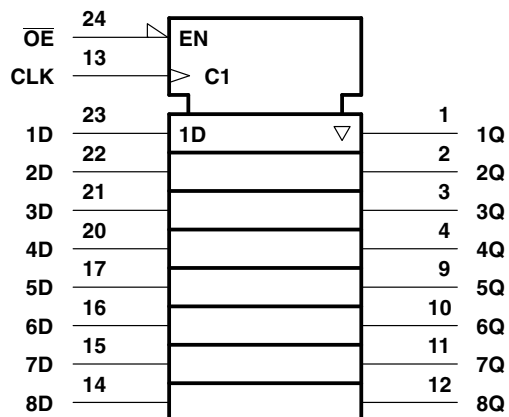 24
O̅E̅ EN
13
CLK C1
23 1
1D 1D 1Q
22 2
2D 2Q
21 3
3D 3Q
20 4
4D 4Q
17 9
5D 5Q
16 10
6D 6Q
15 11
7D 7Q
14 12
8D 8Q